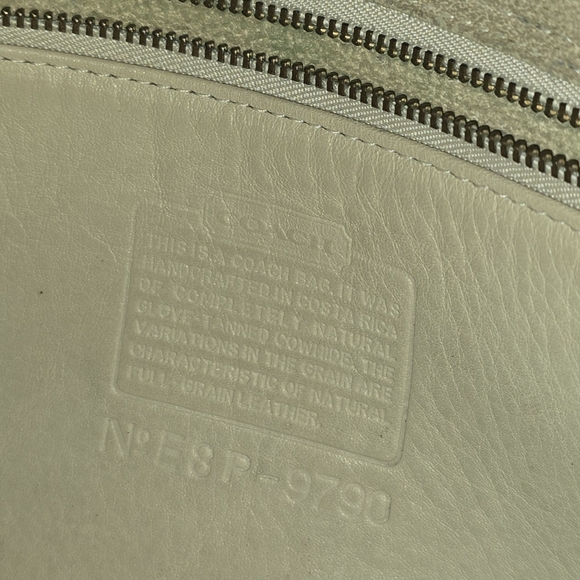 COACH
THIS IS A COACH BAG. IT WAS
HANDCRAFTED IN COSTA RICA
OF COMPLETELY NATURAL
GLOVE-TANNED COWHIDE. THE
VARIATIONS IN THE GRAIN ARE
CHARACTERISTIC OF NATURAL
FULL-GRAIN LEATHER.
Nº E8P-9790